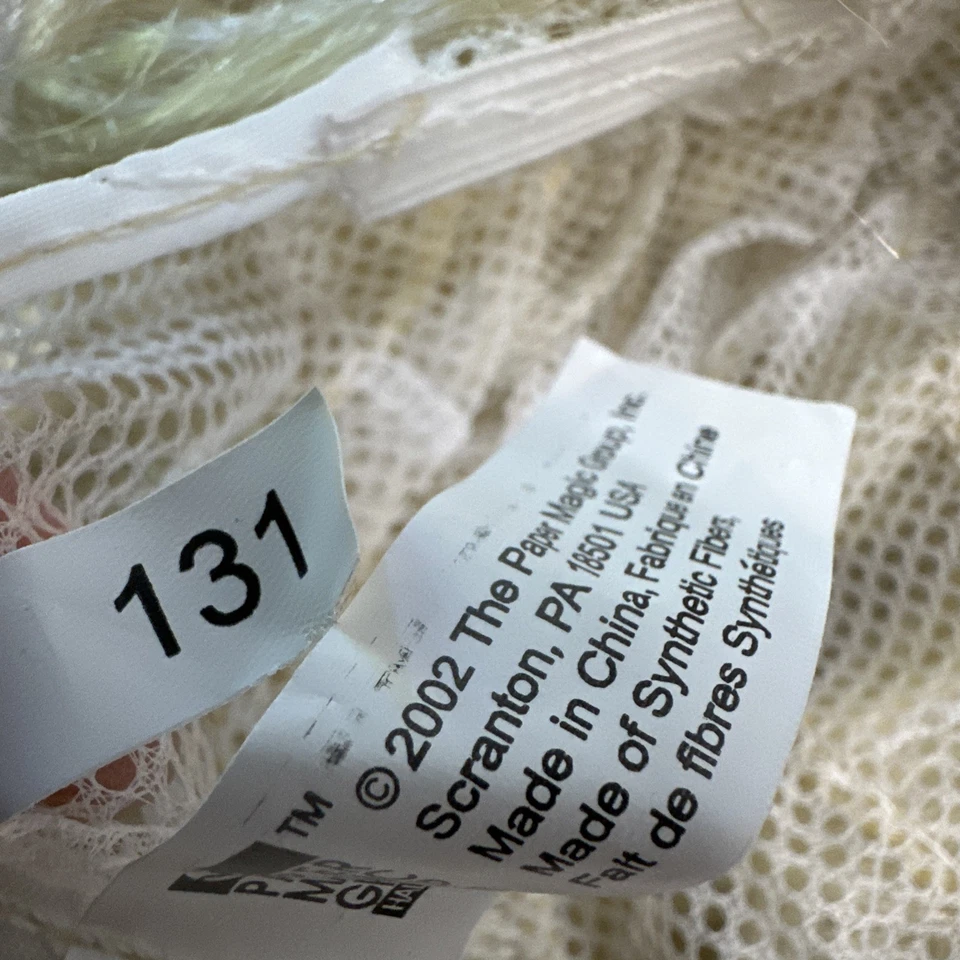 131
TM
© 2002 The Paper Magic Group, Inc.
Scranton, PA 18501 USA
Made in China, Fabriqué en Chine
Made of Synthetic Fibers,
Fait de fibres Synthétiques